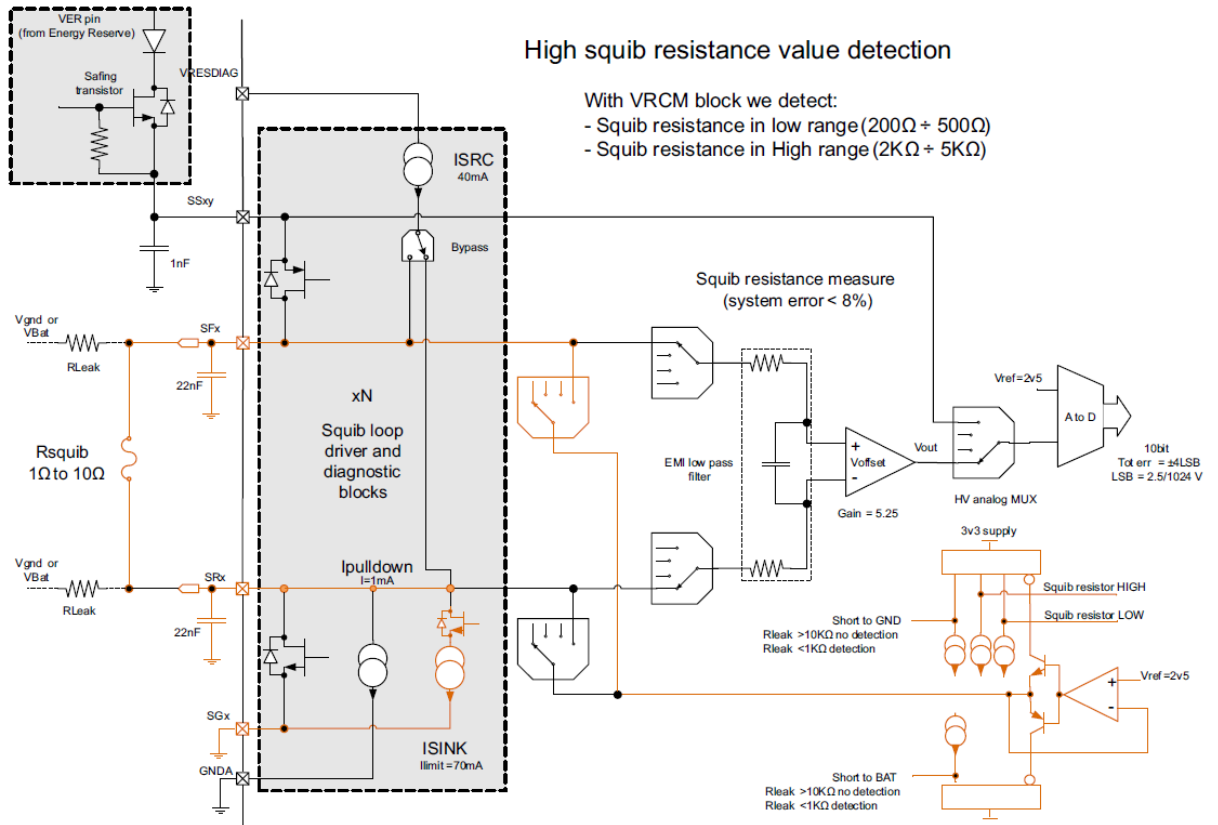 VER pin
(from Energy Reserve)
Safing
transistor
VRESDIAG
High squib resistance value detection
With VRCM block we detect:
- Squib resistance in low range (200Ω ÷ 500Ω)
- Squib resistance in High range (2KΩ ÷ 5KΩ)
ISRC
40mA
SSxy
1nF
Bypass
Squib resistance measure
(system error < 8%)
Vgnd or
VBat
RLeak
SFx
22nF
xN
Squib loop
driver and
diagnostic
blocks
Rsquib
1Ω to 10Ω
EMI low pass
filter
+
Voffset
-
Gain = 5.25
Vout
HV analog MUX
Vref=2v5
A to D
10bit
Tot err = ±4LSB
LSB = 2.5/1024 V
Vgnd or
VBat
RLeak
SRx
22nF
Ipulldown
I=1mA
3v3 supply
Squib resistor HIGH
Squib resistor LOW
Short to GND
Rleak >10KΩ no detection
Rleak <1KΩ detection
+
-
Vref=2v5
SGx
GNDA
ISINK
Ilimit=70mA
Short to BAT
Rleak >10KΩ no detection
Rleak <1KΩ detection